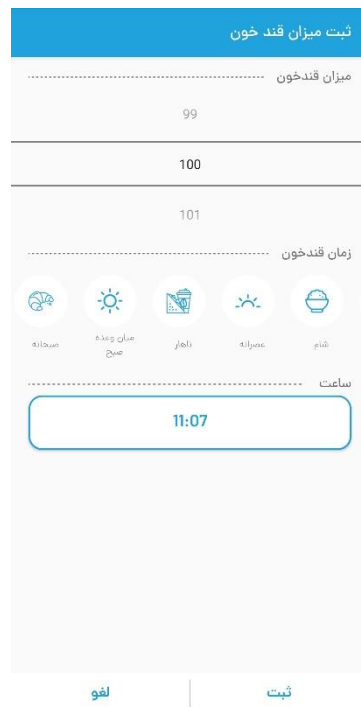 ثبت میزان قند خون
میزان قندخون
99
100
101
زمان قندخون
شام
عصرانه
ناهار
میان وعده
صبح
صبحانه
ساعت
11:07
ثبت
لغو